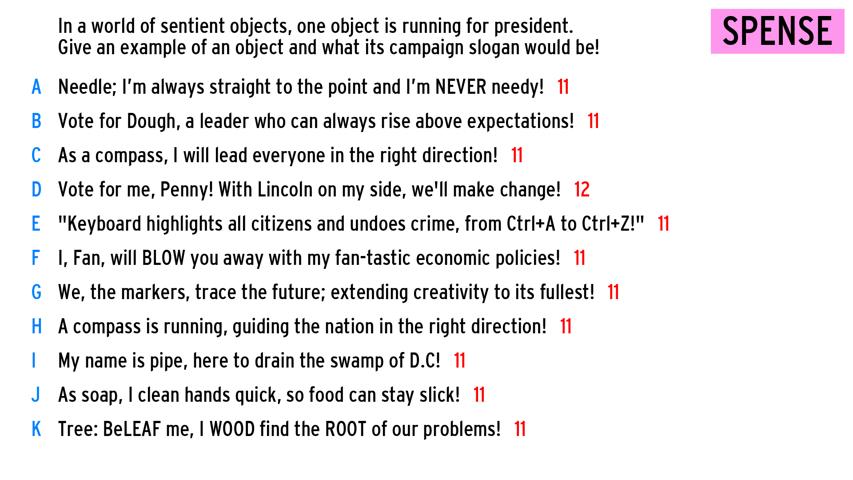 In a world of sentient objects, one object is running for president.
Give an example of an object and what its campaign slogan would be!
SPENSE
A Needle; I'm always straight to the point and I'm NEVER needy! 11
B Vote for Dough, a leader who can always rise above expectations! 11
C As a compass, I will lead everyone in the right direction! 11
D Vote for me, Penny! With Lincoln on my side, we'll make change! 12
E "Keyboard highlights all citizens and undoes crime, from Ctrl+A to Ctrl+Z!" 11
F I, Fan, will BLOW you away with my fan-tastic economic policies! 11
G We, the markers, trace the future; extending creativity to its fullest! 11
H A compass is running, guiding the nation in the right direction! 11
I My name is pipe, here to drain the swamp of D.C! 11
J As soap, I clean hands quick, so food can stay slick! 11
K Tree: BeLEAF me, I WOOD find the ROOT of our problems! 11